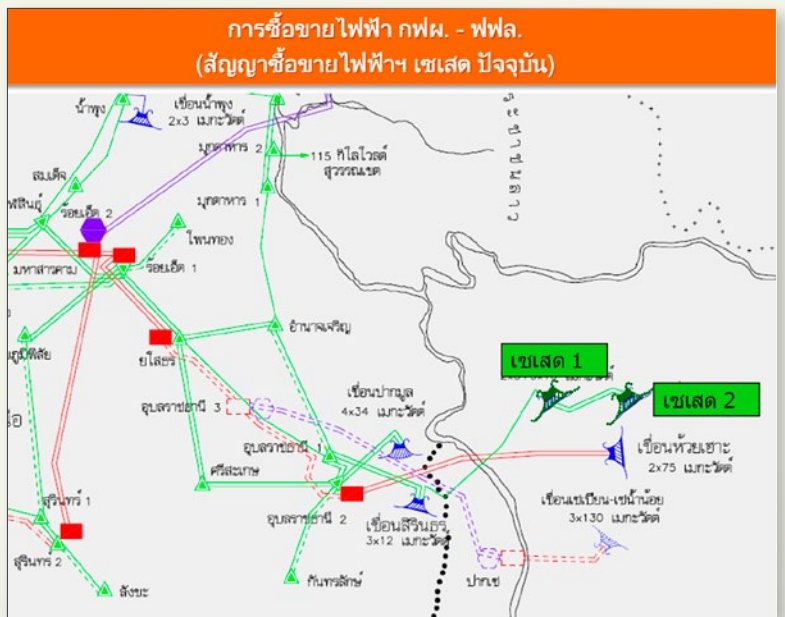 การซื้อขายไฟฟ้า กฟผ. - ฟฟล.
(สัญญาซื้อขายไฟฟ้าฯ เซเสด ปัจจุบัน)
น้ำพุง
เขื่อนน้ำพุง
2x3 เมกะวัตต์
มุกดาหาร 2
115 กิโลโวลต์
สุวรรณเขต
สมเด็จ
มุกดาหาร 1
ร้อยเอ็ด 2
โพนทอง
มหาสารคาม
ร้อยเอ็ด 1
อำนาจเจริญ
ยโสธร
เซเสด 1
เซเสด 2
เขื่อนปากมูล
4x34 เมกะวัตต์
อุบลราชธานี 3
อุบลราชธานี 1
เขื่อนห้วยเฮาะ
2x75 เมกะวัตต์
ศรีสะเกษ
เขื่อนเซเปียน-เซน้ำน้อย
3x130 เมกะวัตต์
สุรินทร์ 1
อุบลราชธานี 2
เขื่อนสิรินธร
3x12 เมกะวัตต์
สุรินทร์ 2
สังขะ
กันทรลักษ์
ปากเซ